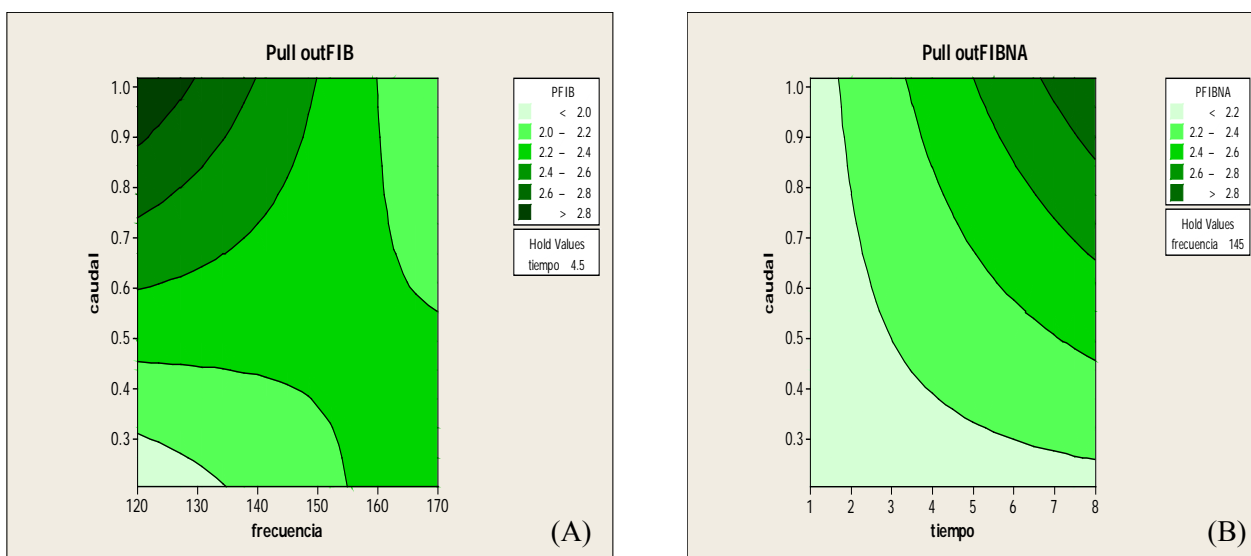 Pull outFIB
caudal
1.0
0.9
0.8
0.7
0.6
0.5
0.4
0.3
120 130 140 150 160 170
frecuencia
PFIB
< 2.0
2.0 – 2.2
2.2 – 2.4
2.4 – 2.6
2.6 – 2.8
> 2.8
Hold Values
tiempo 4.5
(A)
Pull outFIBNA
caudal
1.0
0.9
0.8
0.7
0.6
0.5
0.4
0.3
1 2 3 4 5 6 7 8
tiempo
PFIBNA
< 2.2
2.2 – 2.4
2.4 – 2.6
2.6 – 2.8
> 2.8
Hold Values
frecuencia 145
(B)